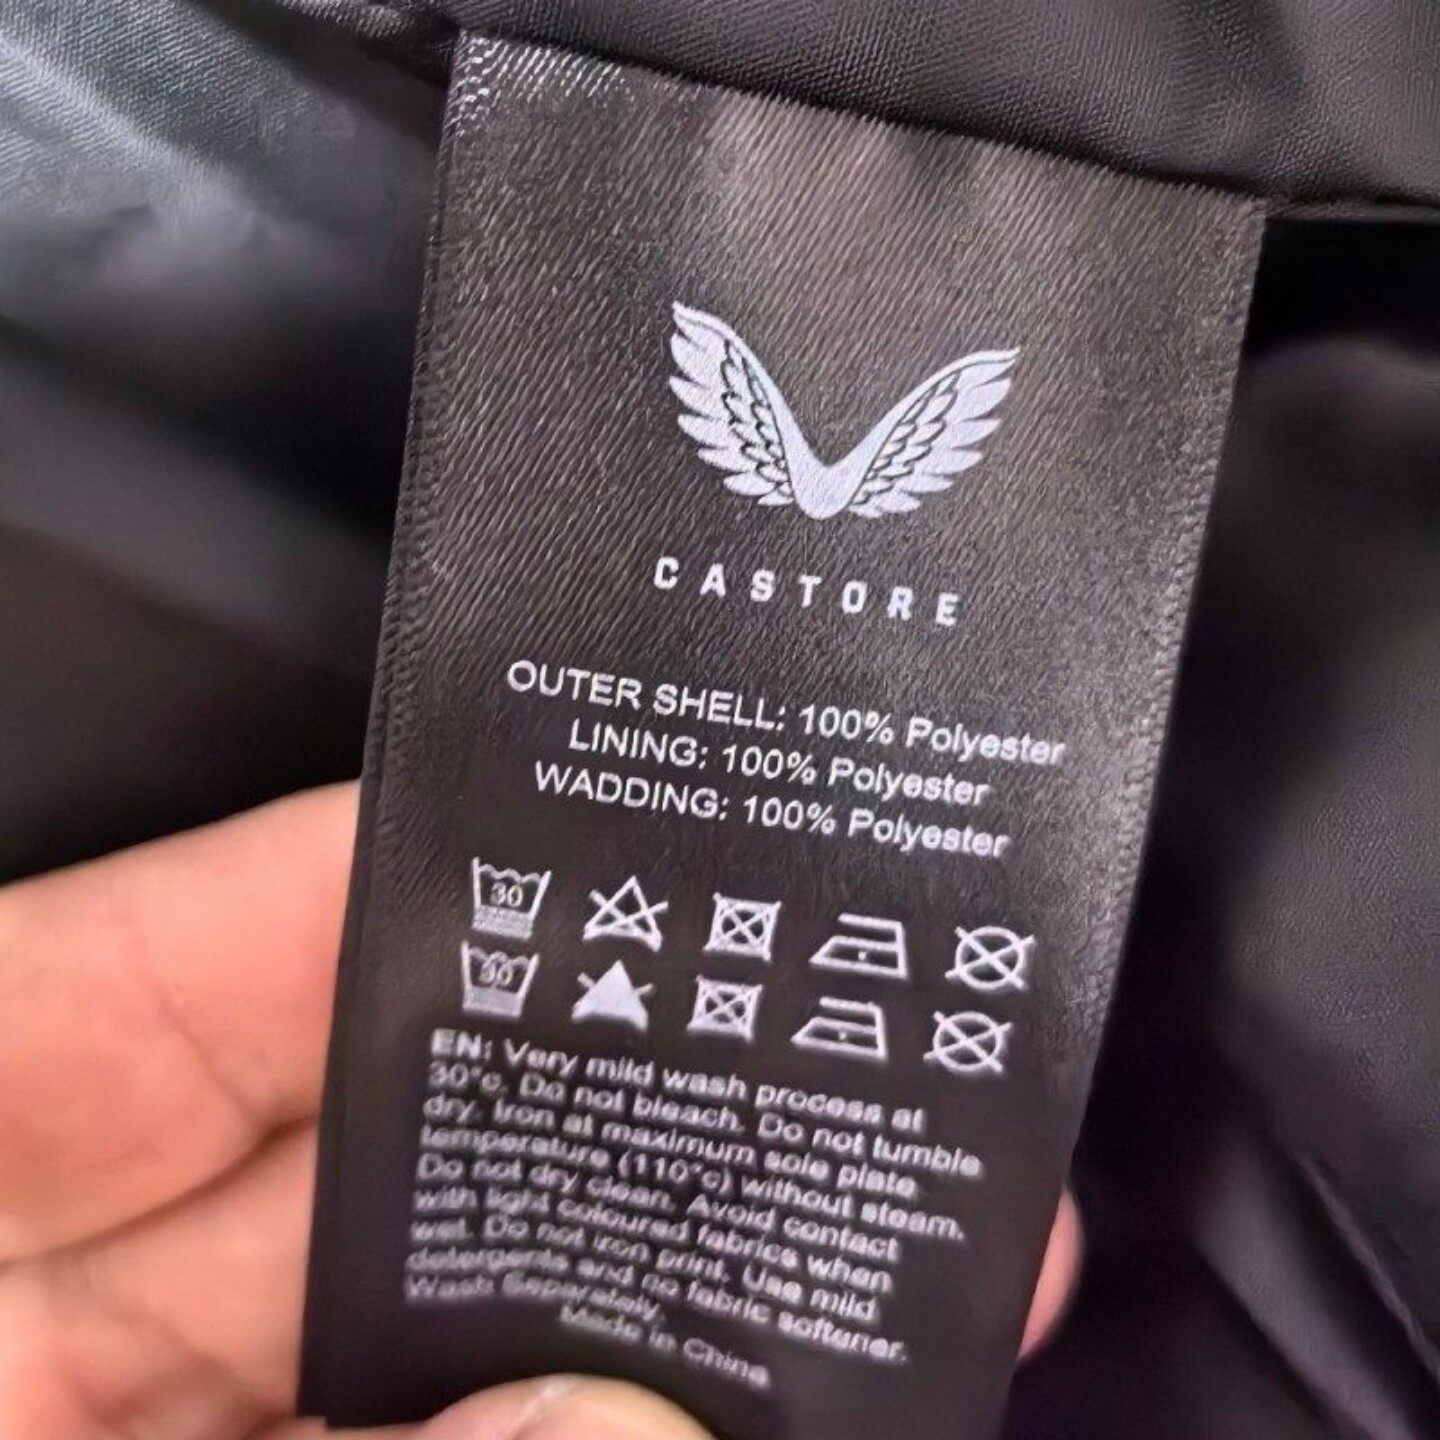 CASTORE
OUTER SHELL: 100% Polyester
LINING: 100% Polyester
WADDING: 100% Polyester
30
30
EN: Very mild wash process at
30°c. Do not bleach. Do not tumble
dry. Iron at maximum sole plate
temperature (110°c) without steam.
Do not dry clean. Avoid contact
with light coloured fabrics when
wet. Do not iron print. Use mild
detergents and no fabric softener.
Wash Separately.
Made in China